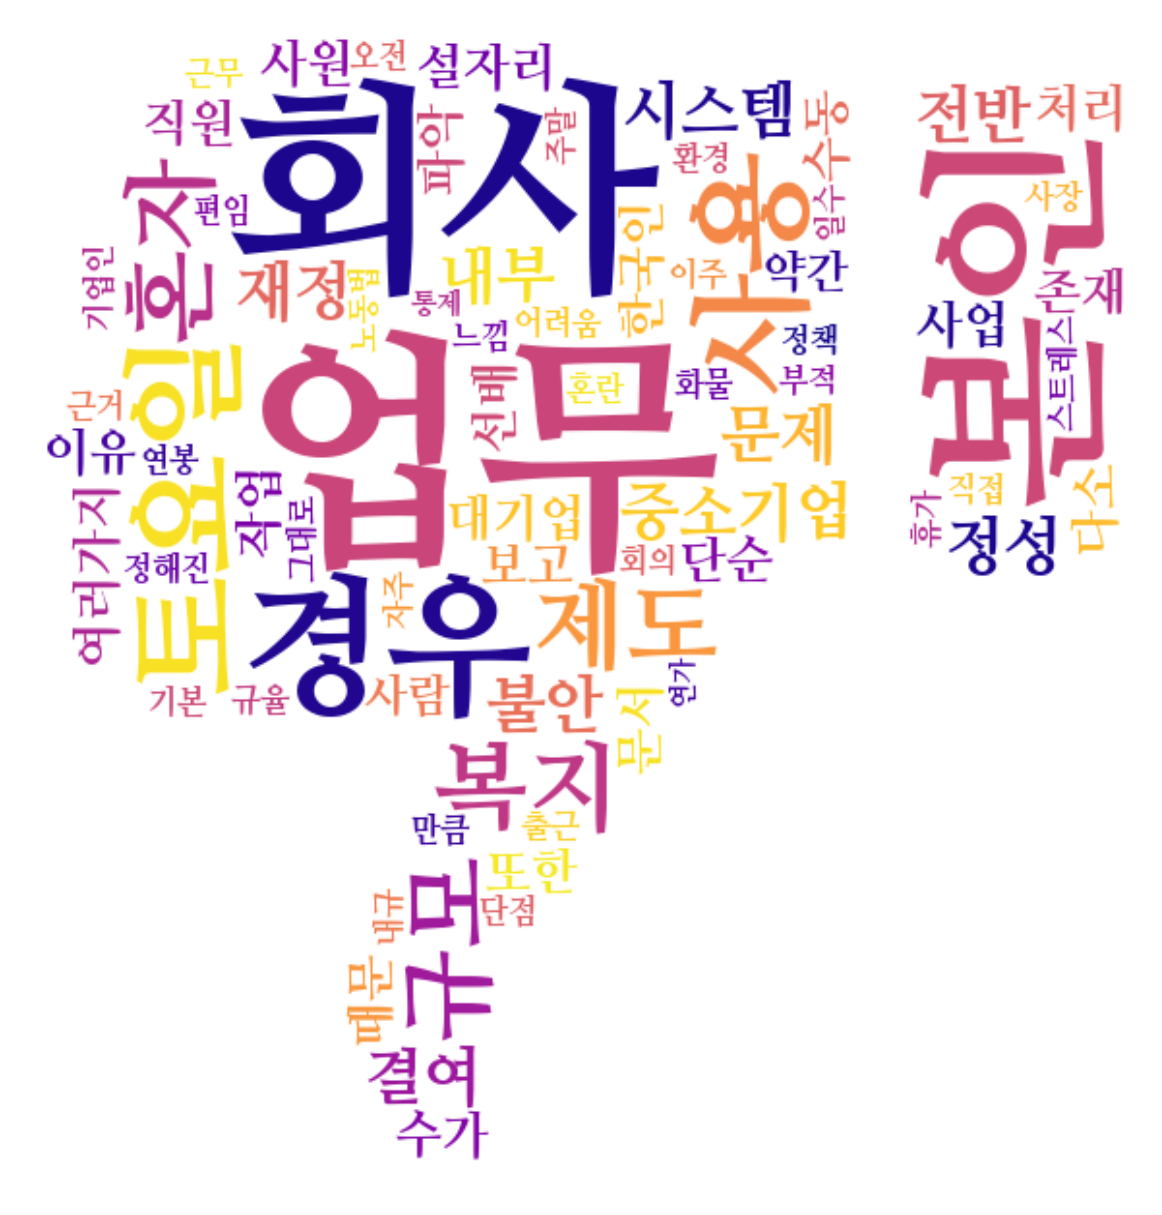 사원
오전
설자리
근무
직원
회사
파악
주말
시스템
수동
환경
혼자
편임
사용
일수
기업인
재정
노동법
내부
통제
한국인
이주
약간
느낌
어려움
정책
토요일
업무
선배
혼란
화물
부적
근거
이유
연봉
문제
작업
그대로
대기업
중소기업
여러가지
정해진
보고
회의
단순
경우
자주
제도
기본
규율
사람
불안
문서
연가
복지
만큼
출근
또한
규모
단점
내규
때문
결여
수가
전반
처리
본인
사장
존재
사업
스트레스
직접
휴가
정성
다소